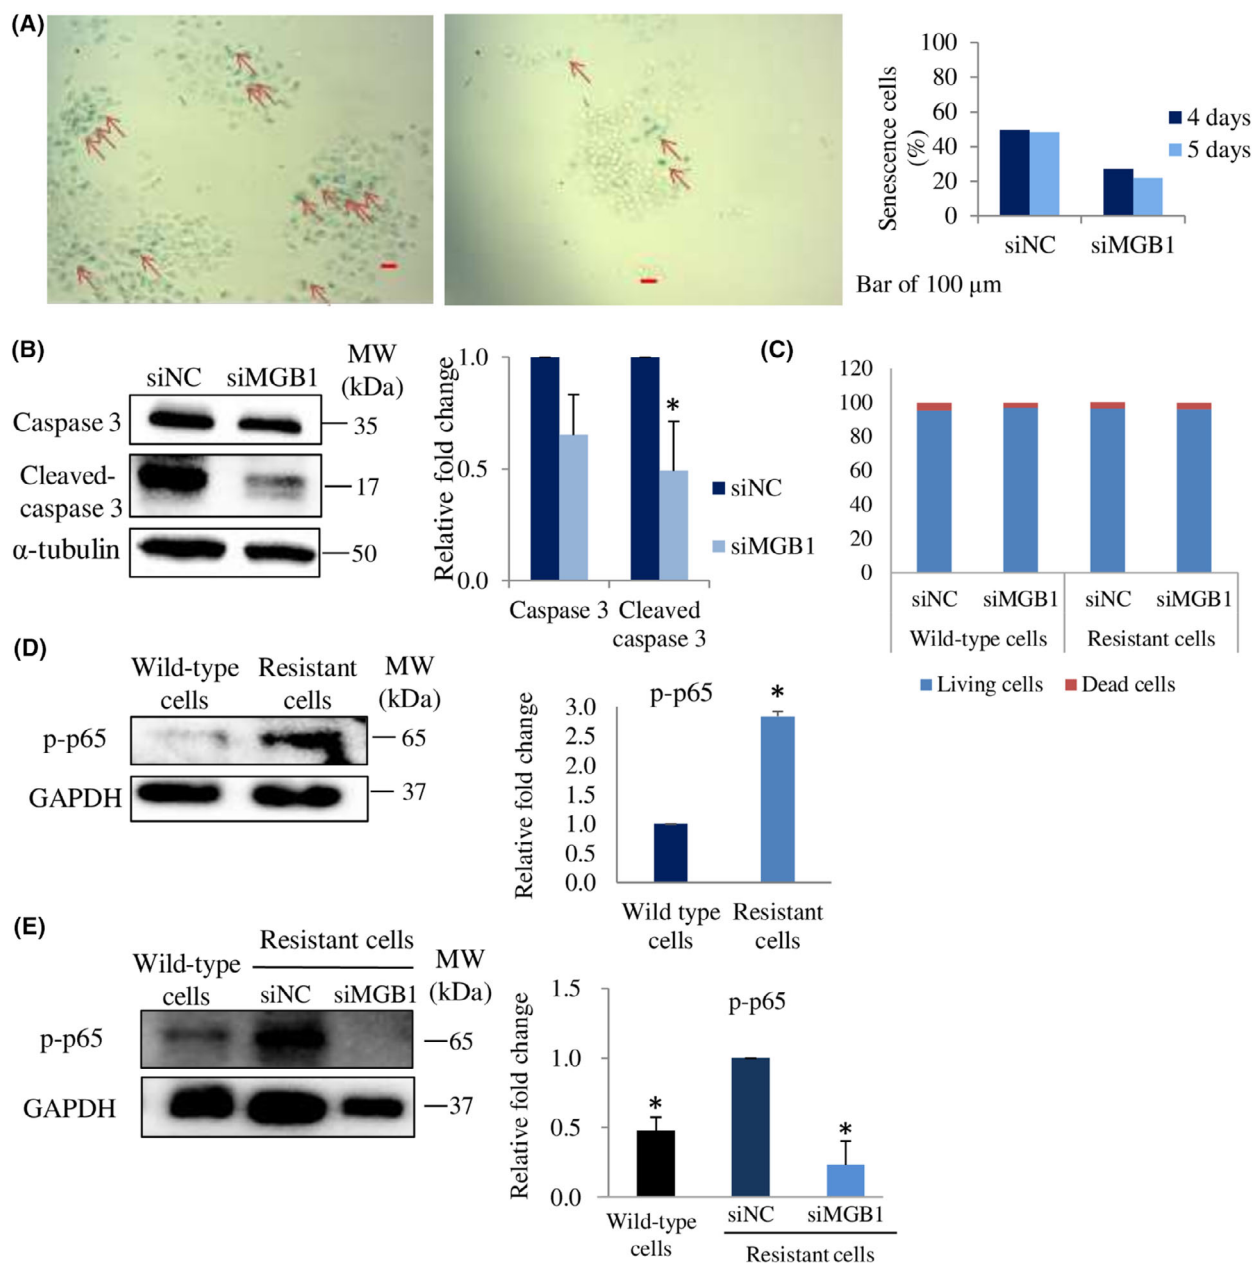 (A)
100
80
60
40
20
0
Senescence cells
(%)
4 days
5 days
siNC siMGB1
Bar of 100 μm
(B)
siNC siMGB1
MW
(kDa)
Caspase 3
35
Cleaved-
caspase 3
17
α-tubulin
50
Relative fold change
1.0
0.5
0.0
*
siNC
siMGB1
Caspase 3 Cleaved
caspase 3
(C)
120
100
80
60
40
20
0
siNC siMGB1 siNC siMGB1
Wild-type cells Resistant cells
Living cells Dead cells
(D)
Wild-type
cells
Resistant
cells
MW
(kDa)
p-p65
65
GAPDH
37
Relative fold change
p-p65
*
3.0
2.5
2.0
1.5
1.0
0.5
0.0
Wild type
cells
Resistant
cells
(E)
Resistant cells
Wild-type
cells
siNC siMGB1
MW
(kDa)
p-p65
65
GAPDH
37
Relative fold change
p-p65
1.5
1.0
0.5
0.0
*
*
Wild-type
cells
siNC siMGB1
Resistant cells